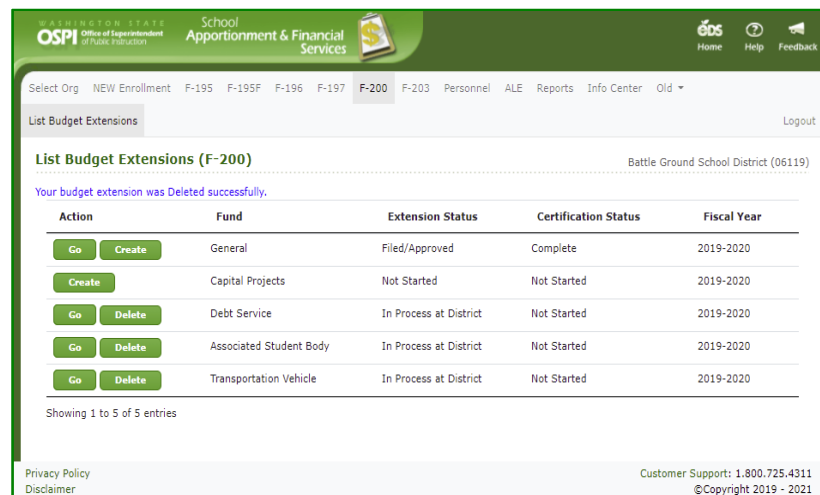 WASHINGTON STATE
OSPI Office of Superintendent of Public Instruction
School
Apportionment & Financial
Services
EDS
Home Help Feedback
Select Org NEW Enrollment F-195 F-195F F-196 F-197 F-200 F-203 Personnel ALE Reports Info Center Old
List Budget Extensions Logout
List Budget Extensions (F-200) Battle Ground School District (06119)
Your budget extension was Deleted successfully.
Action Fund Extension Status Certification Status Fiscal Year
Go Create General Filed/Approved Complete 2019-2020
Create Capital Projects Not Started Not Started 2019-2020
Go Delete Debt Service In Process at District Not Started 2019-2020
Go Delete Associated Student Body In Process at District Not Started 2019-2020
Go Delete Transportation Vehicle In Process at District Not Started 2019-2020
Showing 1 to 5 of 5 entries
Privacy Policy Customer Support: 1.800.725.4311
Disclaimer ©Copyright 2019 - 2021